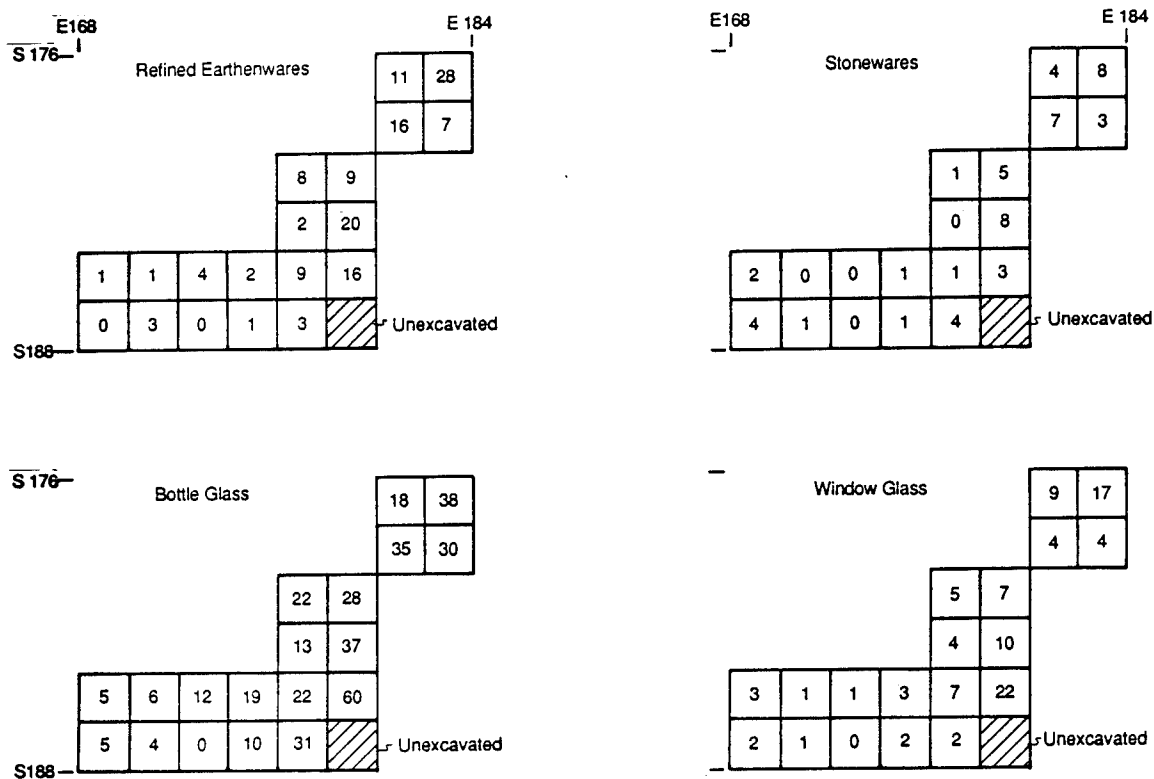 E168
E 184
S 176
Refined Earthenwares
11 28
16 7
8 9
2 20
1 1 4 2 9 16
0 3 0 1 3
Unexcavated
S188
E168
E 184
Stonewares
4 8
7 3
1 5
0 8
2 0 0 1 1 3
4 1 0 1 4
Unexcavated
S 176
Bottle Glass
18 38
35 30
22 28
13 37
5 6 12 19 22 60
5 4 0 10 31
Unexcavated
S188
Window Glass
9 17
4 4
5 7
4 10
3 1 1 3 7 22
2 1 0 2 2
Unexcavated